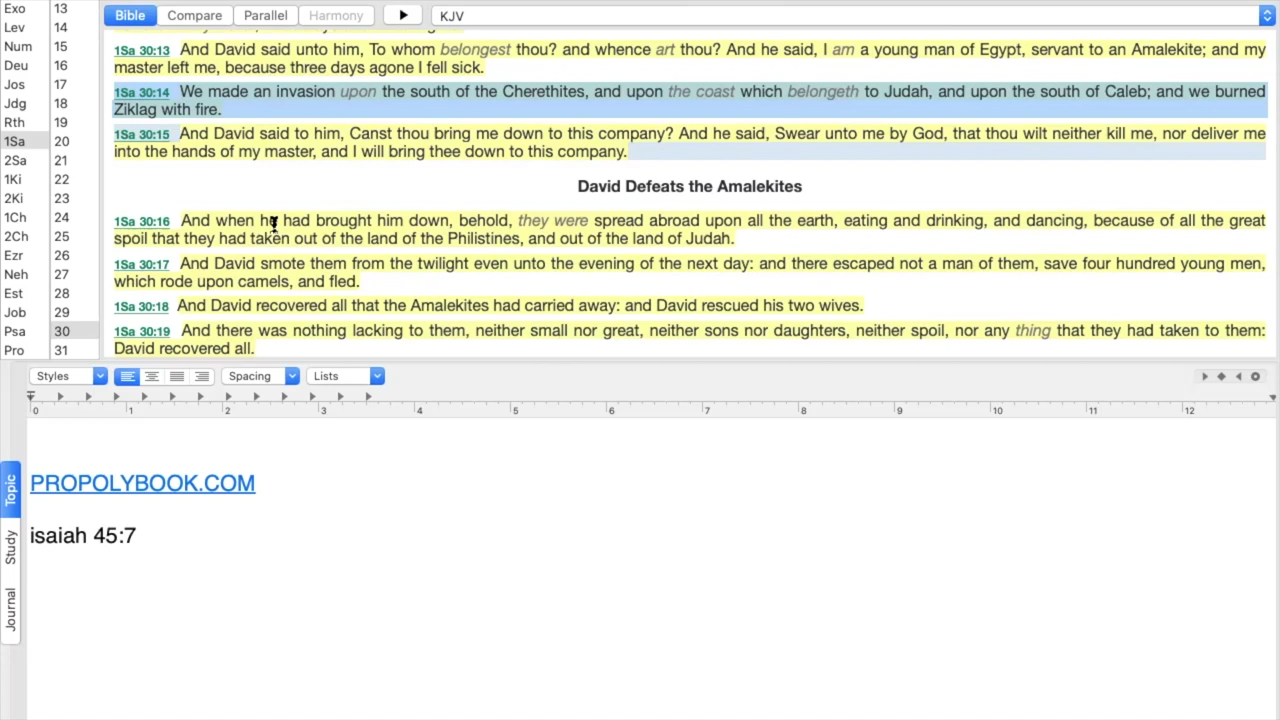 Exo 13
Lev 14
Num 15
Deu 16
Jos 17
Jdg 18
Rth 19
1Sa 20
2Sa 21
1Ki 22
2Ki 23
1Ch 24
2Ch 25
Ezr 26
Neh 27
Est 28
Job 29
Psa 30
Pro 31
Bible Compare Parallel Harmony KJV
1Sa 30:13 And David said unto him, To whom belongest thou? and whence art thou? And he said, I am a young man of Egypt, servant to an Amalekite; and my
master left me, because three days agone I fell sick.
1Sa 30:14 We made an invasion upon the south of the Cherethites, and upon the coast which belongeth to Judah, and upon the south of Caleb; and we burned
Ziklag with fire.
1Sa 30:15 And David said to him, Canst thou bring me down to this company? And he said, Swear unto me by God, that thou wilt neither kill me, nor deliver me
into the hands of my master, and I will bring thee down to this company.
David Defeats the Amalekites
1Sa 30:16 And when he had brought him down, behold, they were spread abroad upon all the earth, eating and drinking, and dancing, because of all the great
spoil that they had taken out of the land of the Philistines, and out of the land of Judah.
1Sa 30:17 And David smote them from the twilight even unto the evening of the next day: and there escaped not a man of them, save four hundred young men,
which rode upon camels, and fled.
1Sa 30:18 And David recovered all that the Amalekites had carried away: and David rescued his two wives.
1Sa 30:19 And there was nothing lacking to them, neither small nor great, neither sons nor daughters, neither spoil, nor any thing that they had taken to them:
David recovered all.
Styles Spacing Lists
0 1 2 3 4 5 6 7 8 9 10 11 12
Topic
Study
Journal
PROPOLYBOOK.COM
isaiah 45:7